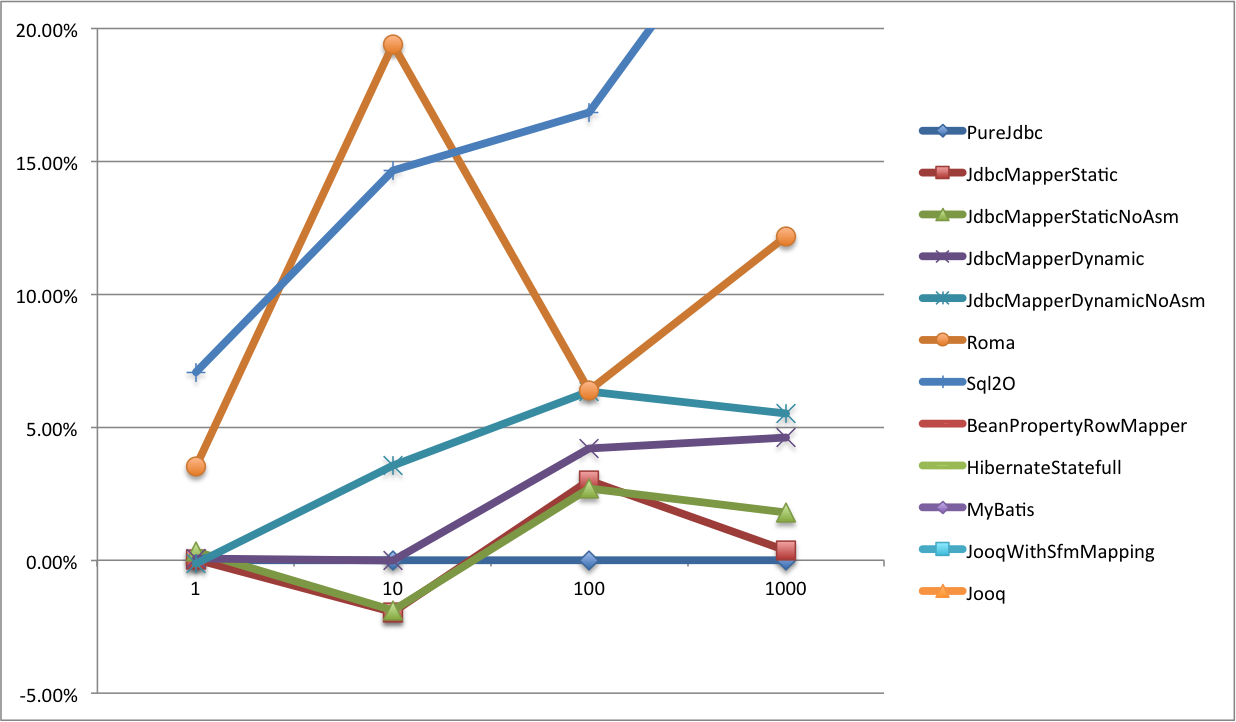 20.00%
15.00%
10.00%
5.00%
0.00%
-5.00%
1 10 100 1000
PureJdbc
JdbcMapperStatic
JdbcMapperStaticNoAsm
JdbcMapperDynamic
JdbcMapperDynamicNoAsm
Roma
Sql2O
BeanPropertyRowMapper
HibernateStatefull
MyBatis
JooqWithSfmMapping
Jooq